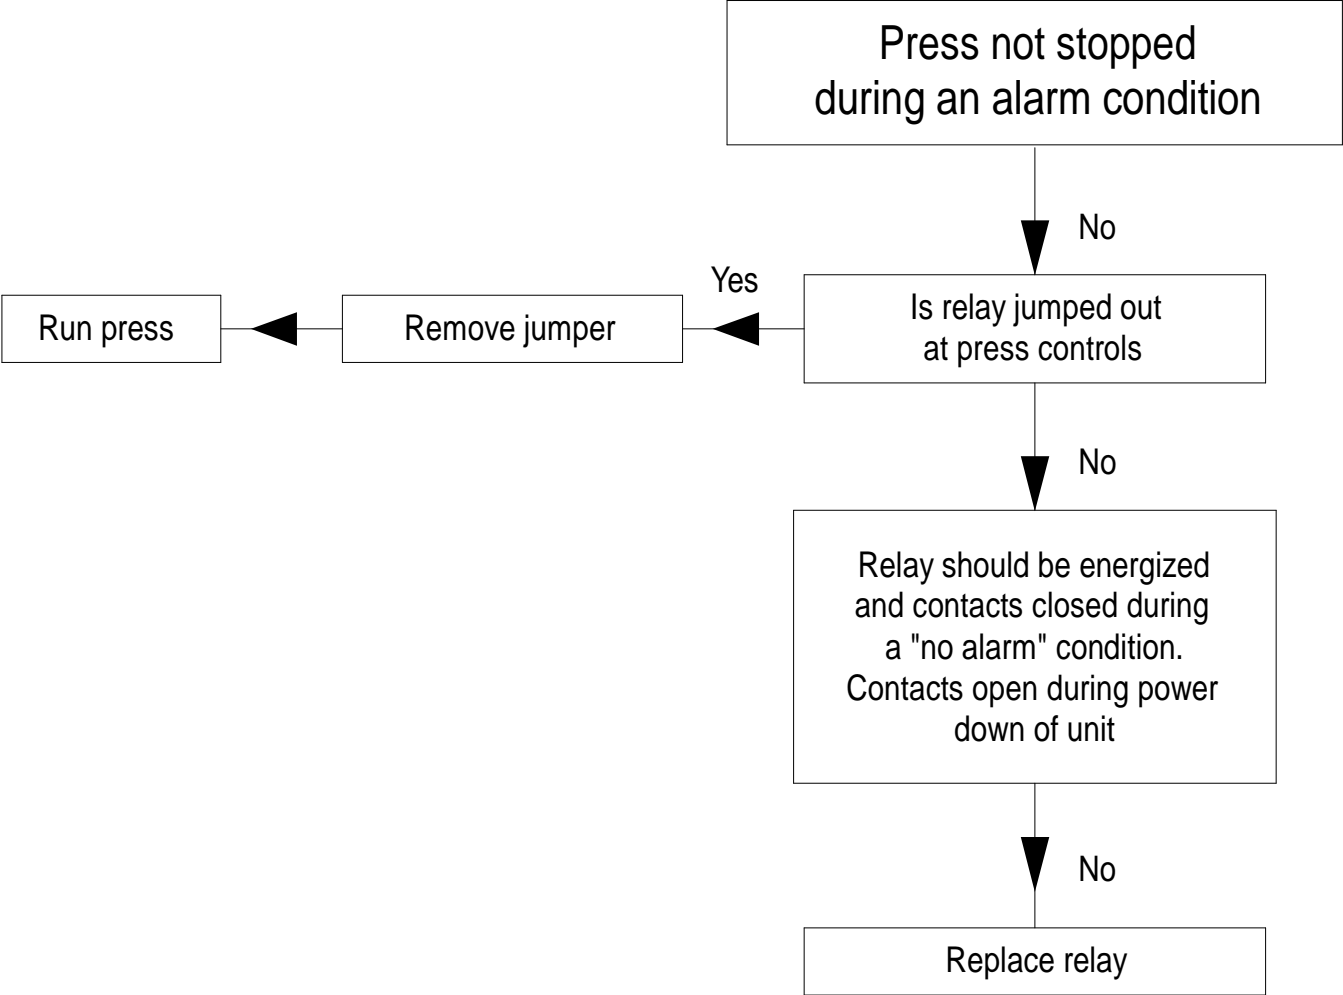 Press not stopped
during an alarm condition
No
Yes
Is relay jumped out
at press controls
Remove jumper
Run press
No
Relay should be energized
and contacts closed during
a "no alarm" condition.
Contacts open during power
down of unit
No
Replace relay